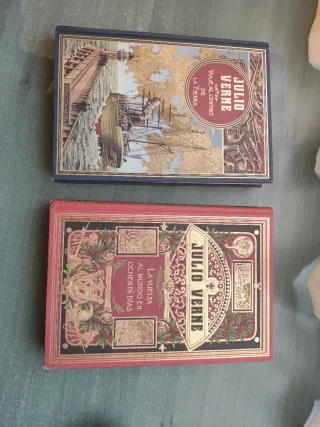 JULIO
VERNE
VIAJE AL CENTRO
DE
LA TIERRA
JULIO VERNE
LA VUELTA
AL MUNDO EN
OCHENTA DÍAS